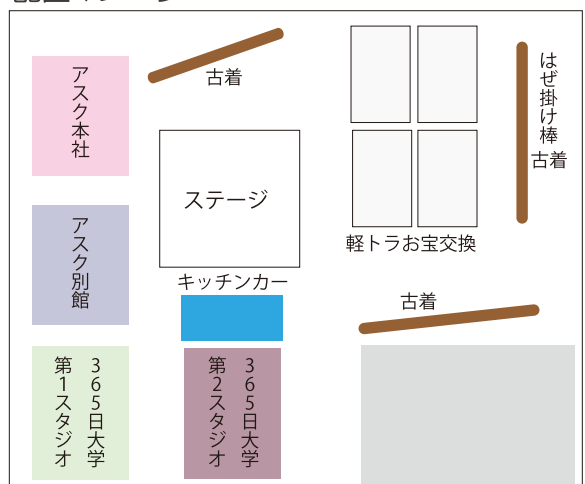 アスク本社
古着
はぜ掛け棒
古着
ステージ
軽トラお宝交換
アスク別館
キッチンカー
古着
365日大学
第1スタジオ
365日大学
第2スタジオ